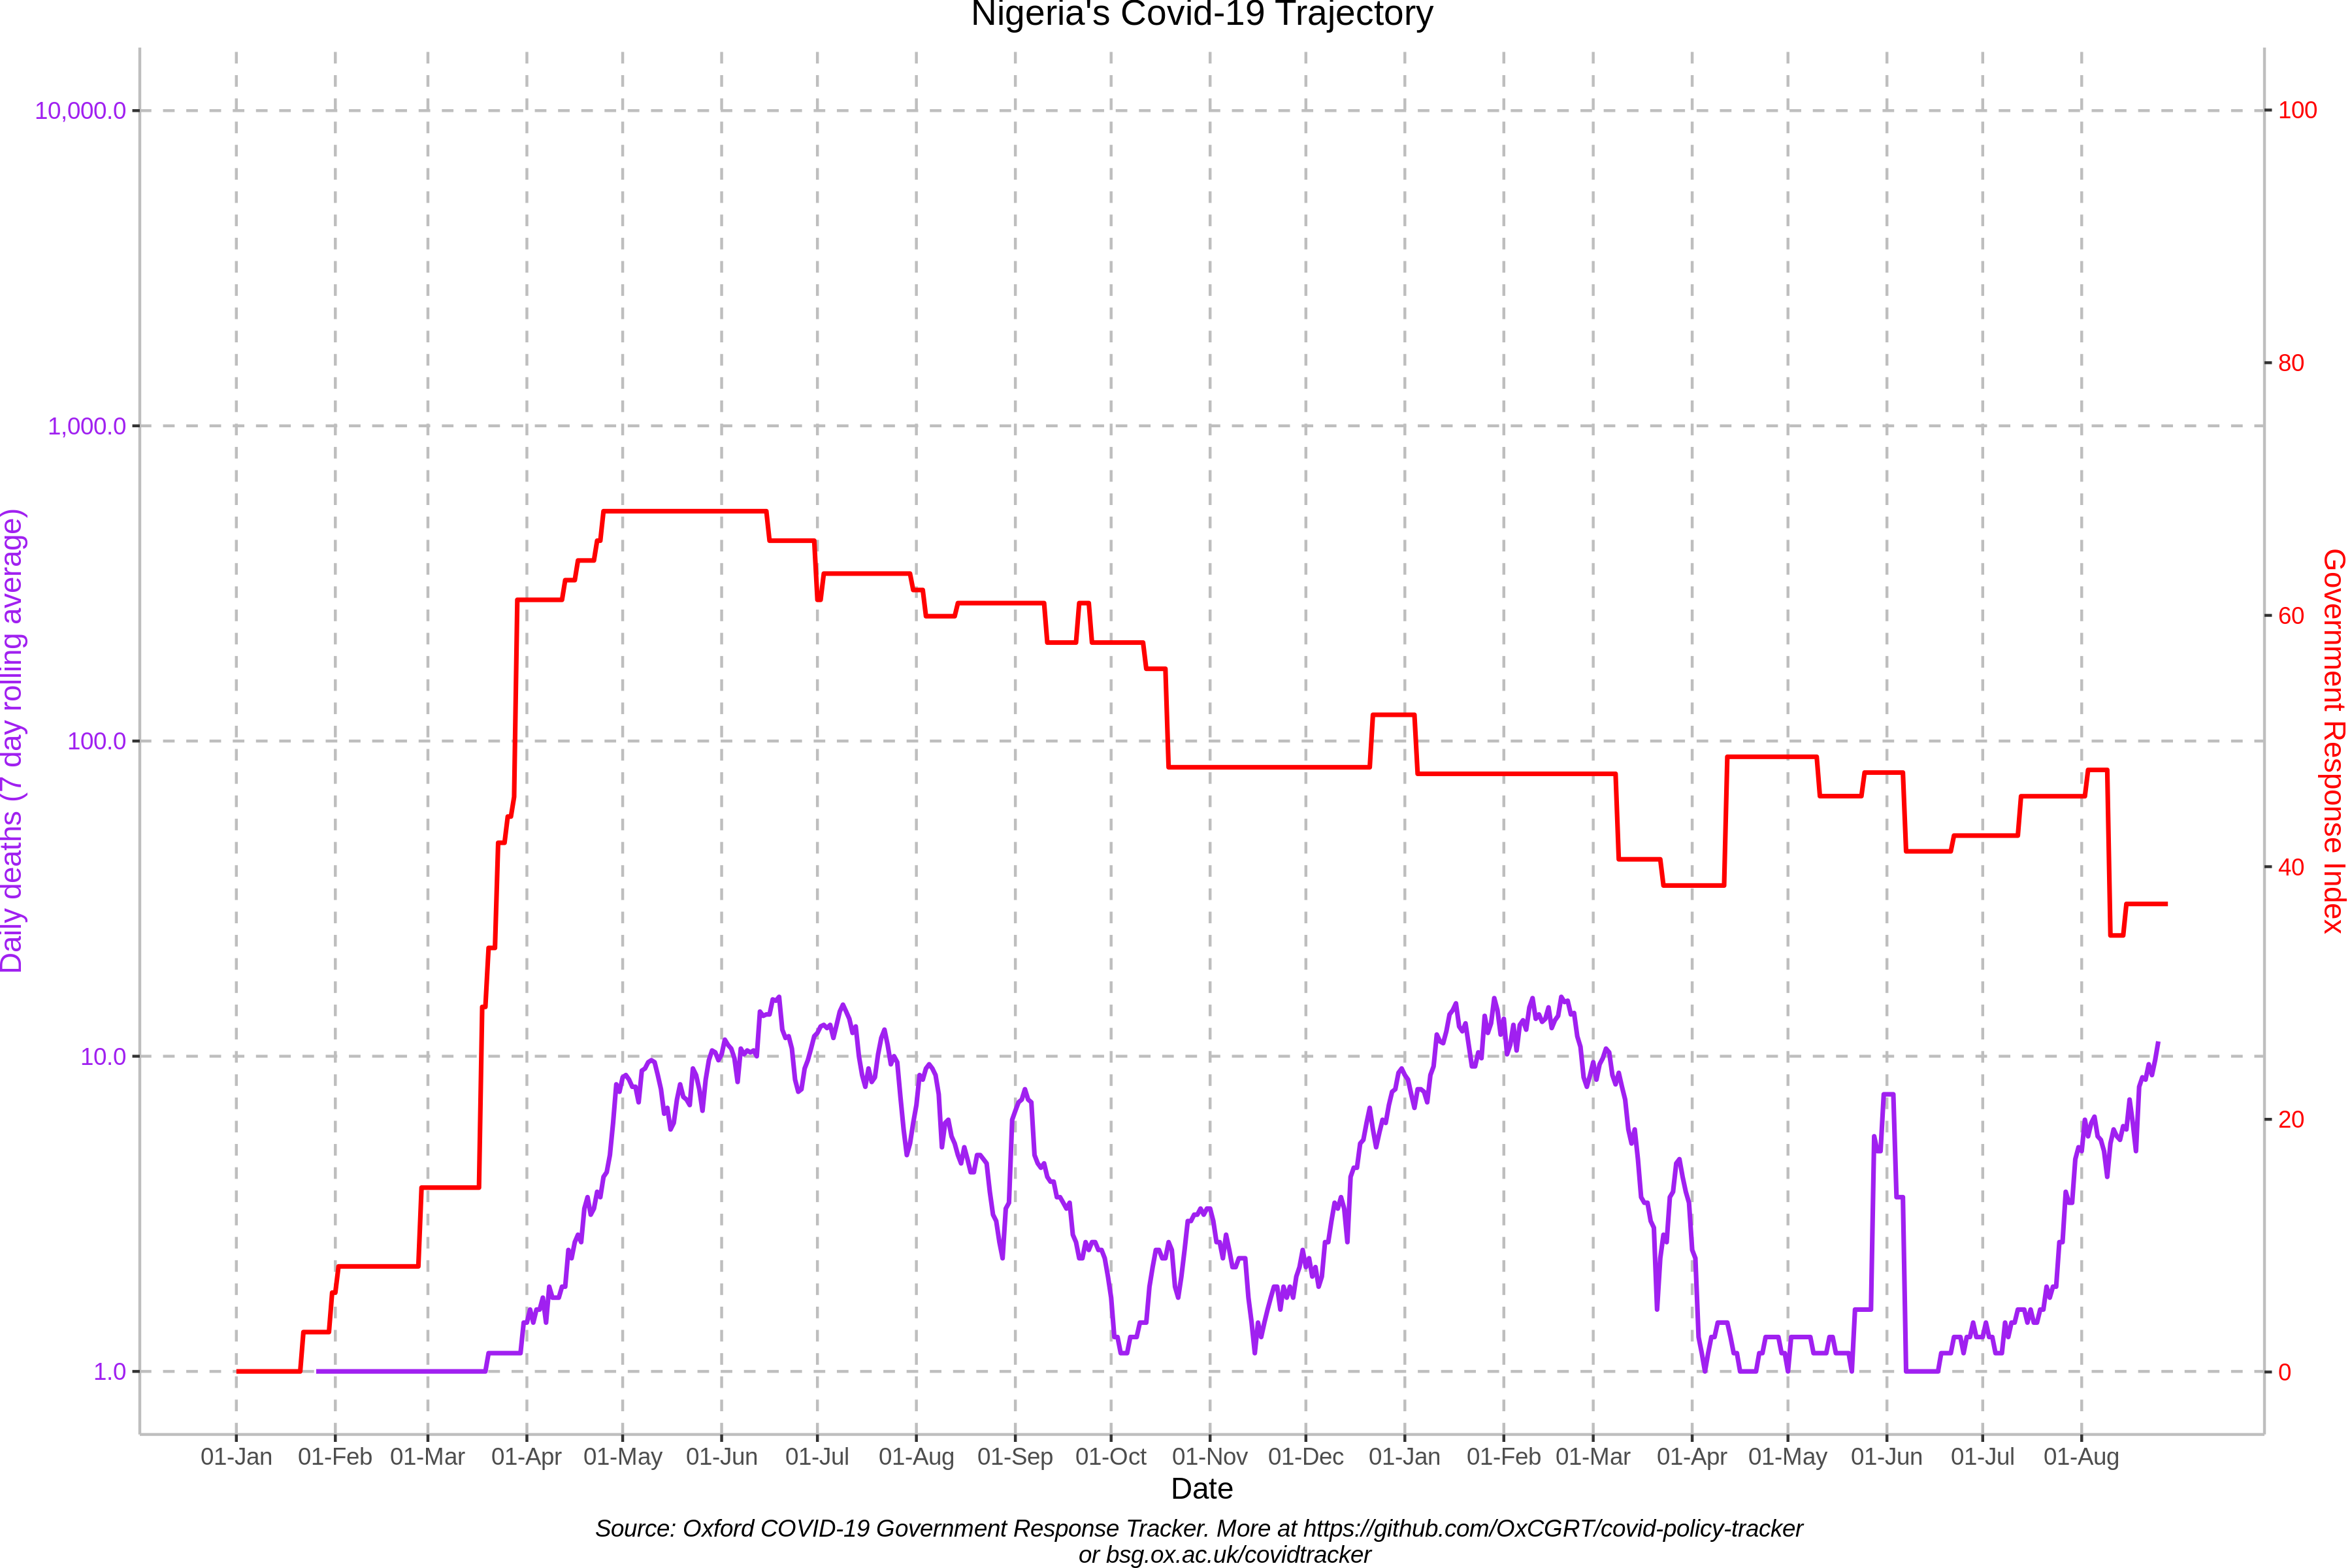 Nigeria's Covid-19 Trajectory
10,000.0
1,000.0
100.0
10.0
1.0
Daily deaths (7 day rolling average)
100
80
60
40
20
0
Government Response Index
01-Jan 01-Feb 01-Mar 01-Apr 01-May 01-Jun 01-Jul 01-Aug 01-Sep 01-Oct 01-Nov 01-Dec 01-Jan 01-Feb 01-Mar 01-Apr 01-May 01-Jun 01-Jul 01-Aug
Date
Source: Oxford COVID-19 Government Response Tracker. More at https://github.com/OxCGRT/covid-policy-tracker
or bsg.ox.ac.uk/covidtracker